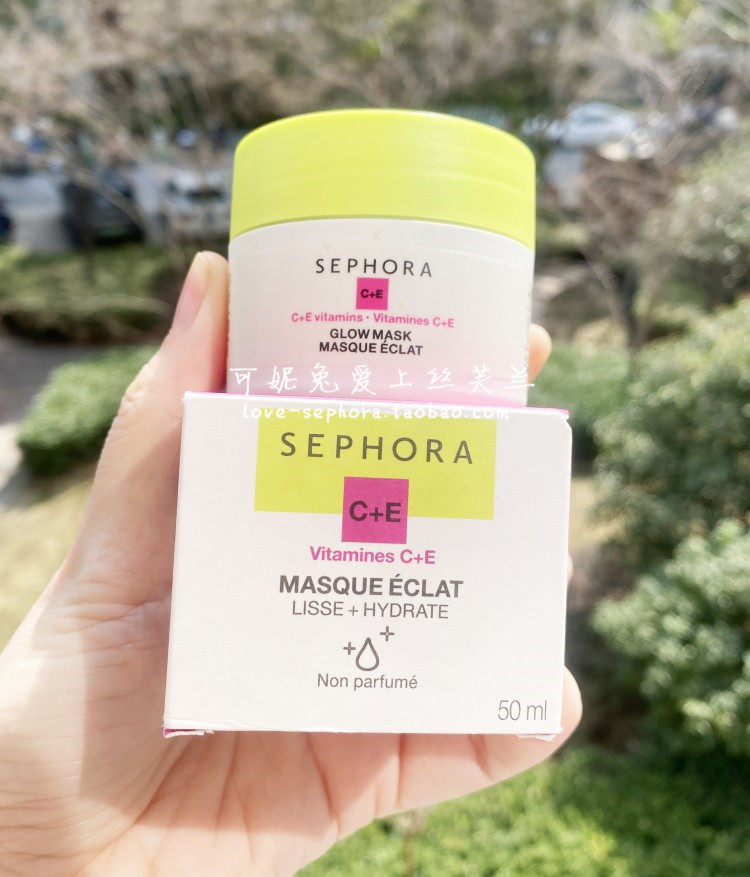 SEPHORA
C+E
C+E vitamins • Vitamines C+E
GLOW MASK
MASQUE ÉCLAT
可妮兔爱上丝芙兰
love-sephora.taobao.com
SEPHORA
C+E
Vitamines C+E
MASQUE ÉCLAT
LISSE + HYDRATE
Non parfumé
50 ml